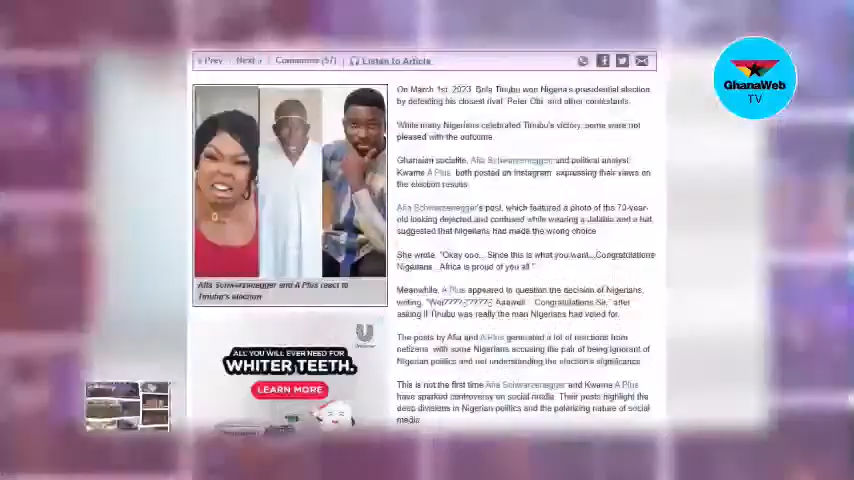 GhanaWeb
TV
« Prev Next » Comments (57) Listen to Article
On March 1st, 2023, Bola Tinubu won Nigeria's presidential election
by defeating his closest rival, Peter Obi, and other contestants.
While many Nigerians celebrated Tinubu's victory, some were not
pleased with the outcome.
Ghanaian socialite, Afia Schwarzenegger, and political analyst,
Kwame A Plus, both posted on Instagram, expressing their views on
the election results.
Afia Schwarzenegger's post, which featured a photo of the 70-year-
old looking dejected and confused while wearing a Jalabia and a hat,
suggested that Nigerians had made the wrong choice.
She wrote, "Okay ooo... Since this is what you want...Congratulations
Nigerians...Africa is proud of you all."
Afia Schwarzenegger and A Plus react to
Tinubu's election
Meanwhile, A Plus appeared to question the decision of Nigerians,
writing, Congratulations Sir," after
asking if Tinubu was really the man Nigerians had voted for.
The posts by Afia and A Plus generated a lot of reactions from
netizens, with some Nigerians accusing the pair of being ignorant of
Nigerian politics and not understanding the election's significance.
This is not the first time Afia Schwarzenegger and Kwame A Plus
have sparked controversy on social media. Their posts highlight the
deep divisions in Nigerian politics and the polarizing nature of social
media.
ALL YOU WILL EVER NEED FOR
WHITER TEETH.
LEARN MORE